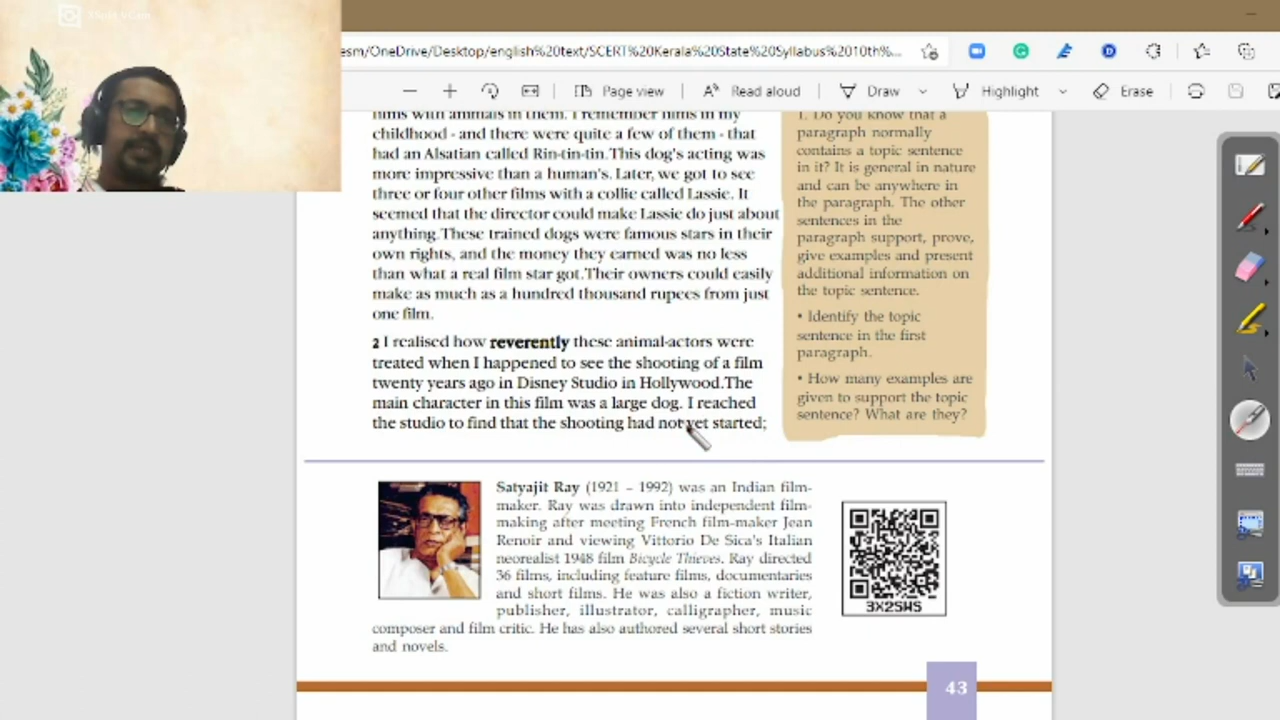 esm/OneDrive/Desktop/english%20text/SCERT%20Kerala%20State%20Syllabus%2010th%...
Page view
Read aloud
Draw
Highlight
Erase
films with animals in them. I remember films in my
childhood - and there were quite a few of them - that
had an Alsatian called Rin-tin-tin. This dog's acting was
more impressive than a human's. Later, we got to see
three or four other films with a collie called Lassie. It
seemed that the director could make Lassie do just about
anything. These trained dogs were famous stars in their
own rights, and the money they earned was no less
than what a real film star got. Their owners could easily
make as much as a hundred thousand rupees from just
one film.
2 I realised how reverently these animal-actors were
treated when I happened to see the shooting of a film
twenty years ago in Disney Studio in Hollywood. The
main character in this film was a large dog. I reached
the studio to find that the shooting had not yet started;
1. Do you know that a
paragraph normally
contains a topic sentence
in it? It is general in nature
and can be anywhere in
the paragraph. The other
sentences in the
paragraph support, prove,
give examples and present
additional information on
the topic sentence.
• Identify the topic
sentence in the first
paragraph.
• How many examples are
given to support the topic
sentence? What are they?
Satyajit Ray (1921 – 1992) was an Indian film-
maker. Ray was drawn into independent film-
making after meeting French film-maker Jean
Renoir and viewing Vittorio De Sica's Italian
neorealist 1948 film Bicycle Thieves. Ray directed
36 films, including feature films, documentaries
and short films. He was also a fiction writer,
publisher, illustrator, calligrapher, music
composer and film critic. He has also authored several short stories
and novels.
3X2SWS
43